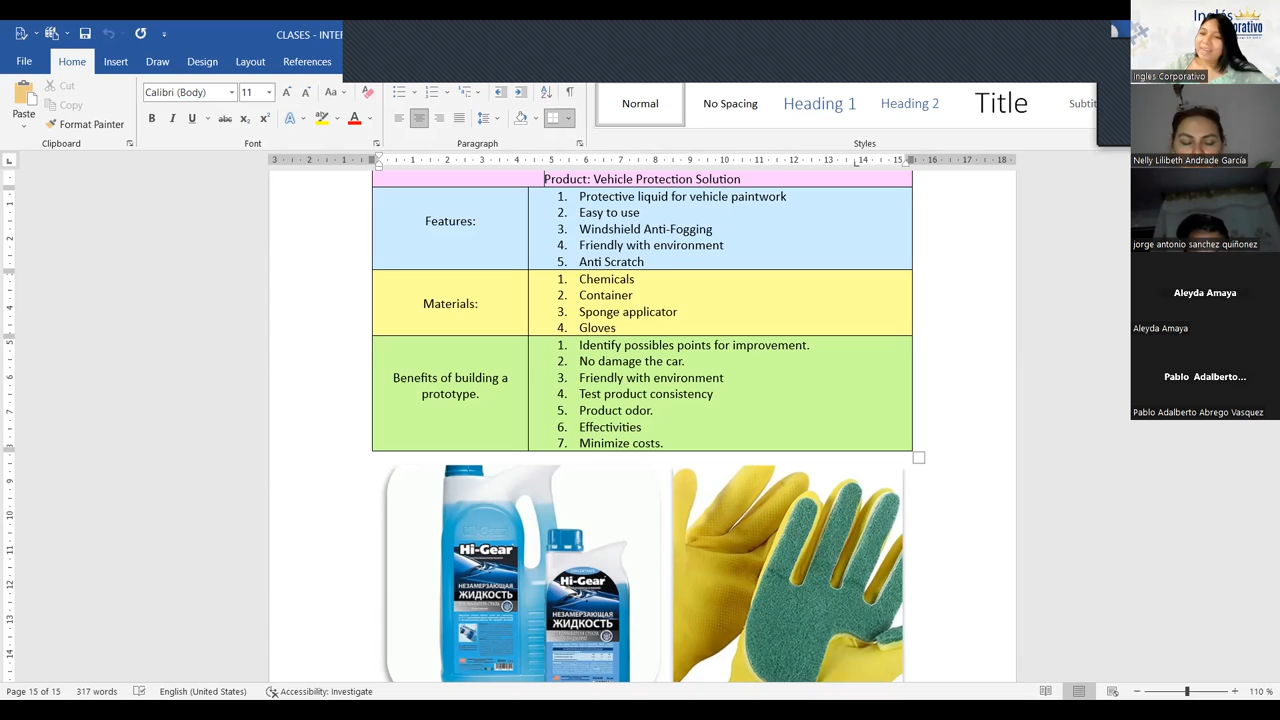 CLASES - INTER
File
Home
Insert
Draw
Design
Layout
References
Paste
Cut
Copy
Format Painter
Clipboard
Calibri (Body)
11
Font
Paragraph
Normal
No Spacing
Heading 1
Heading 2
Title
Subtit
Styles
Product: Vehicle Protection Solution
Features:
1. Protective liquid for vehicle paintwork
2. Easy to use
3. Windshield Anti-Fogging
4. Friendly with environment
5. Anti Scratch
Materials:
1. Chemicals
2. Container
3. Sponge applicator
4. Gloves
Benefits of building a
prototype.
1. Identify possibles points for improvement.
2. No damage the car.
3. Friendly with environment
4. Test product consistency
5. Product odor.
6. Effectivities
7. Minimize costs.
Hi-Gear
НЕЗАМЕРЗАЮЩАЯ
ЖИДКОСТЬ
Hi-Gear
НЕЗАМЕРЗАЮЩАЯ
ЖИДКОСТЬ
Page 15 of 15
317 words
English (United States)
Accessibility: Investigate
110 %
Ingles Corporativo
Nelly Lilibeth Andrade García
jorge antonio sanchez quiñonez
Aleyda Amaya
Aleyda Amaya
Pablo Adalberto...
Pablo Adalberto Abrego Vasquez